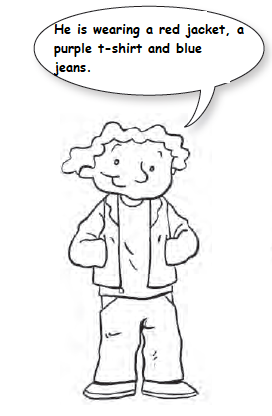 He is wearing a red jacket, a
purple t-shirt and blue
jeans.